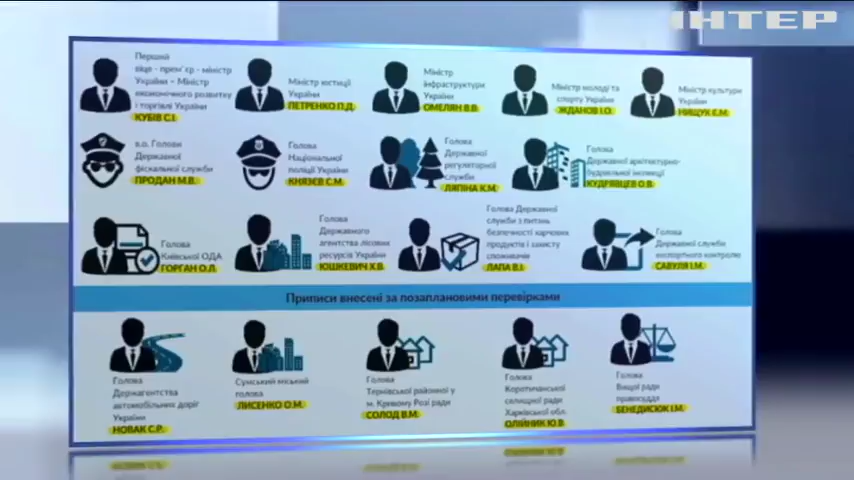 ІНТЕР
Перший
віце - прем`єр - міністр
України – Міністр
економічного розвитку
і торгівлі України
КУБІВ С.І.
Міністр юстиції
України
ПЕТРЕНКО П.Д.
Міністр
інфраструктури
України
ОМЕЛЯН В.В.
Міністр молоді та
спорту України
ЖДАНОВ І.О.
Міністр культури
України
НИЩУК Є.М.
в.о. Голови
Державної
фіскальної служби
ПРОДАН М.В.
Голова
Національної
поліції України
КНЯЗЄВ С.М.
Голова
Державної
регуляторної
служби
ЛЯПІНА К.М.
Голова
Державної архітектурно-
будівельної інспекції
КУДРЯВЦЕВ О.В.
Голова
Київської ОДА
ГОРГАН О.Л.
Голова
Державного
агентства лісових
ресурсів України
ЮШКЕВИЧ Х.В.
Голова Державної
служби з питань
безпечності харчових
продуктів і захисту
споживачів
ЛАПА В.І.
Голова
Державної служби
експортного контролю
САВУЛЯ І.М.
Приписи внесені за позаплановими перевірками
Голова
Держагентства
автомобільних доріг
України
НОВАК С.Р.
Сумський міський
голова
ЛИСЕНКО О.М.
Голова
Тернівської районної у
м. Кривому Розі ради
СОЛОД В.М.
Голова
Коротичанської
селищної ради
Харківської обл.
ОЛІЙНИК Ю.В.
Голова
Вищої ради
правосуддя
БЕНЕДИСЮК І.М.